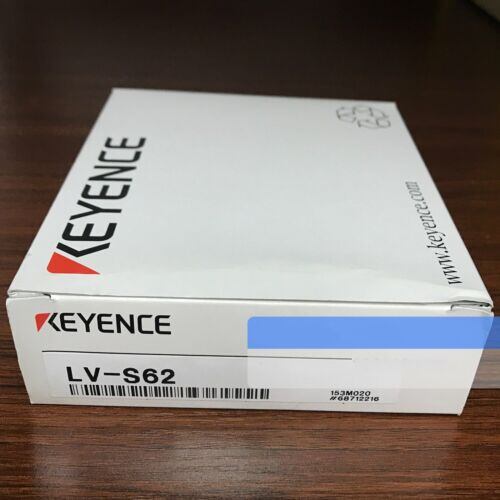 KEYENCE
www.keyence.com
KEYENCE
LV-S62
153M020
#68712216